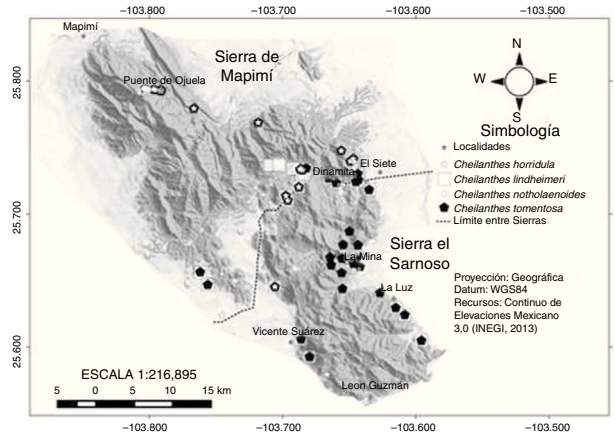 −103.800 −103.700 −103.600 −103.500
Mapimí
Sierra de
Mapimí
Puente de Ojuela
25.800
25.700
25.600
N
W E
S
Simbología
Localidades
Cheilanthes horridula
Cheilanthes lindheimeri
Cheilanthes notholaenoides
Cheilanthes tomentosa
Límite entre Sierras
El Siete
Dinamita
Sierra el
Sarnoso
La Mina
La Luz
Proyección: Geográfica
Datum: WGS84
Recursos: Continuo de
Elevaciones Mexicano
3,0 (INEGI, 2013)
Vicente Suárez
Leon Guzmán
ESCALA 1:216,895
5 0 5 10 15 km
−103.800 −103.700 −103.600 −103.500